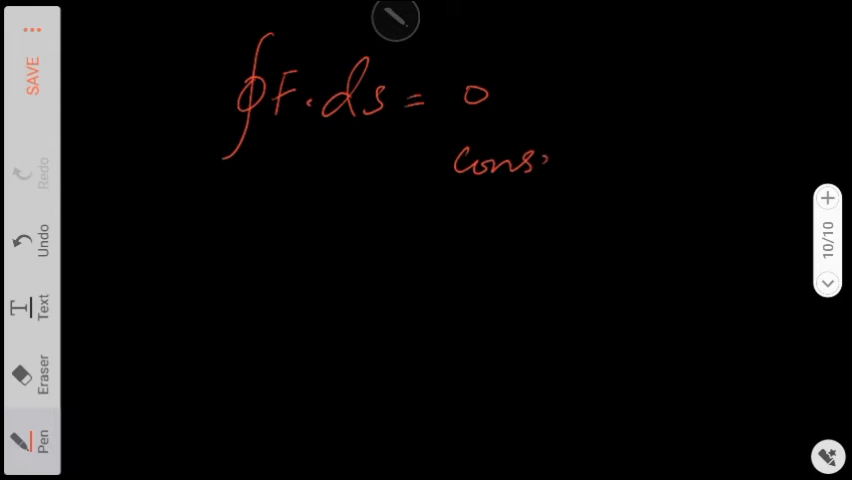 ∮F.ds = 0
cons
SAVE
Redo
Undo
Text
Eraser
Pen
10/10